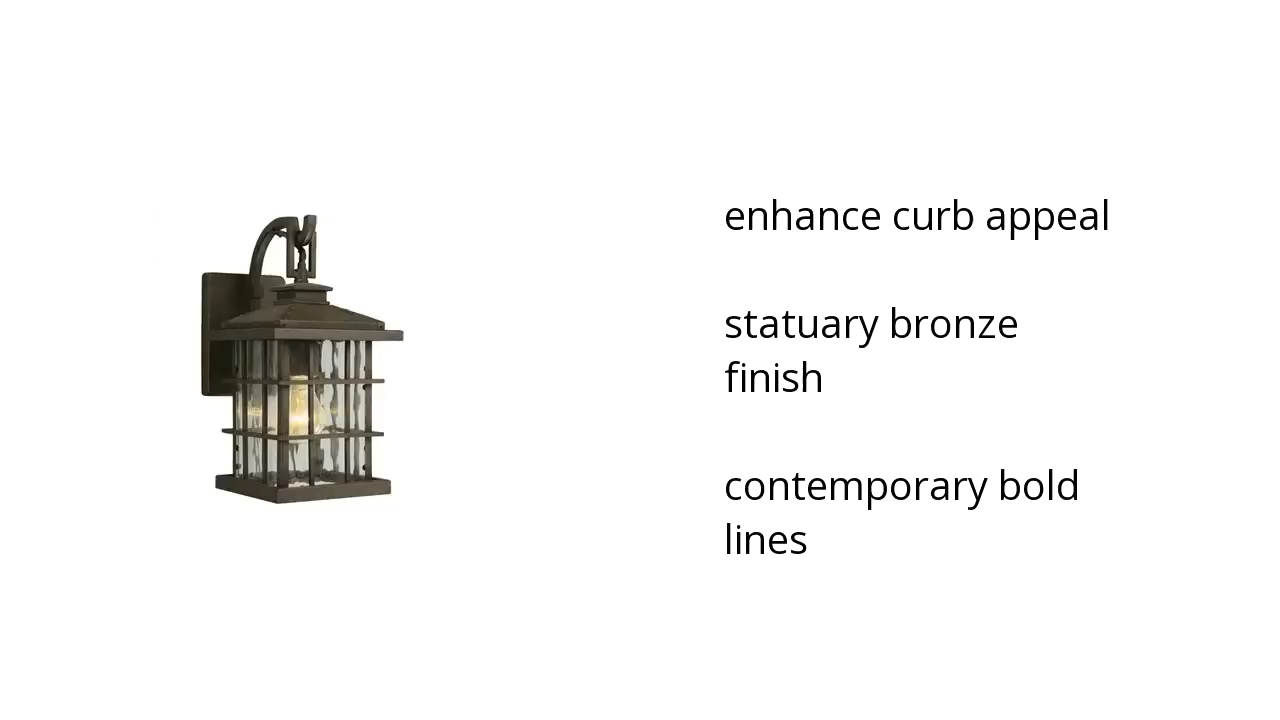 enhance curb appeal
statuary bronze
finish
contemporary bold
lines